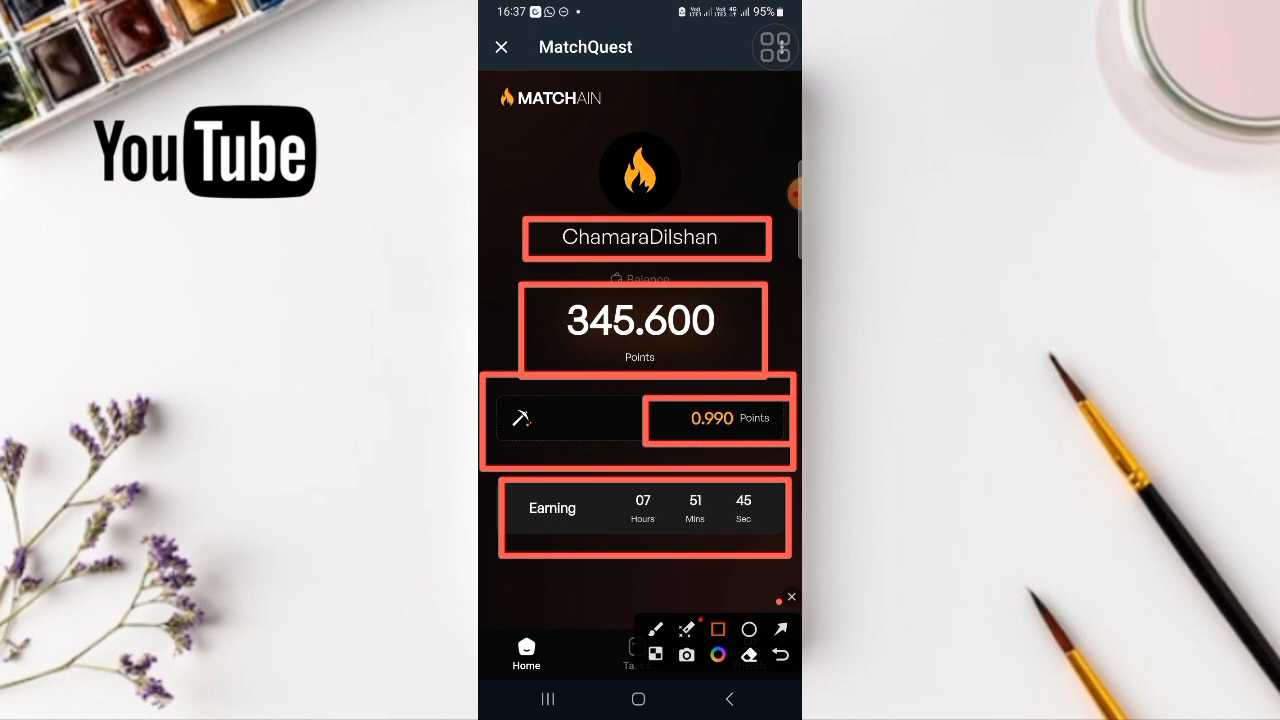 YouTube
16:37
95%
MatchQuest
MATCHAIN
ChamaraDilshan
Balance
345.600
Points
0.990 Points
Earning
07 51 45
Hours Mins Sec
Home